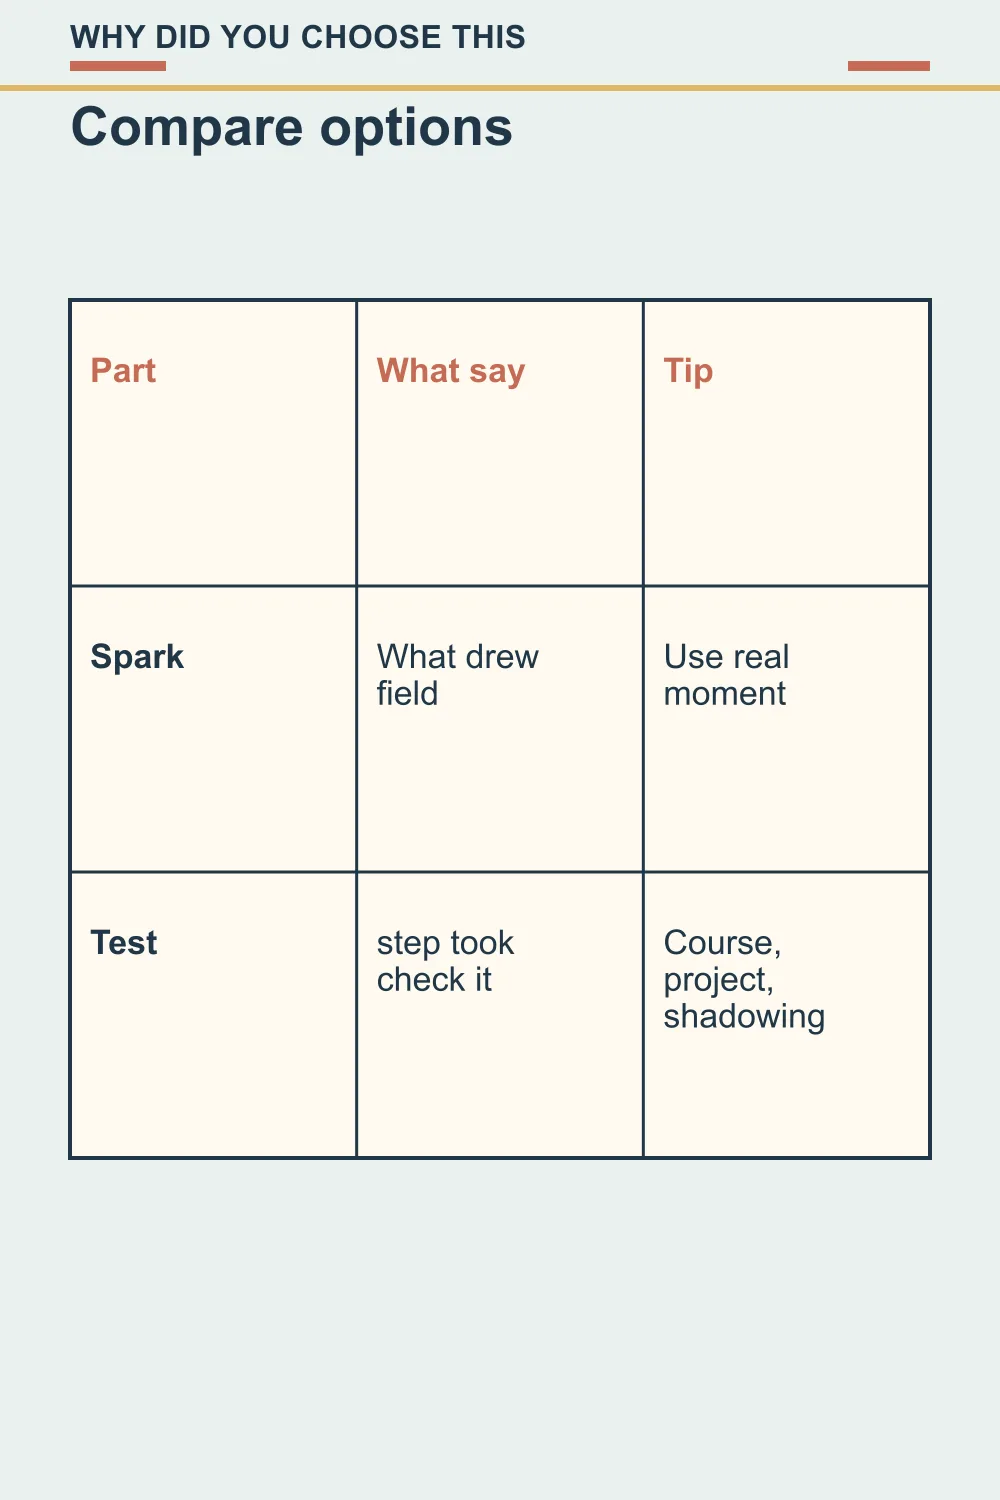 WHY DID YOU CHOOSE THIS
Compare options
Part
What say
Tip
Spark
What drew
field
Use real
moment
Test
step took
check it
Course,
project,
shadowing